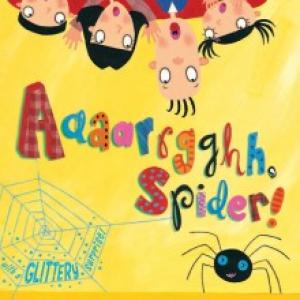 Aaaarrgghh,
Spider!
with a GLITTERY surprise!